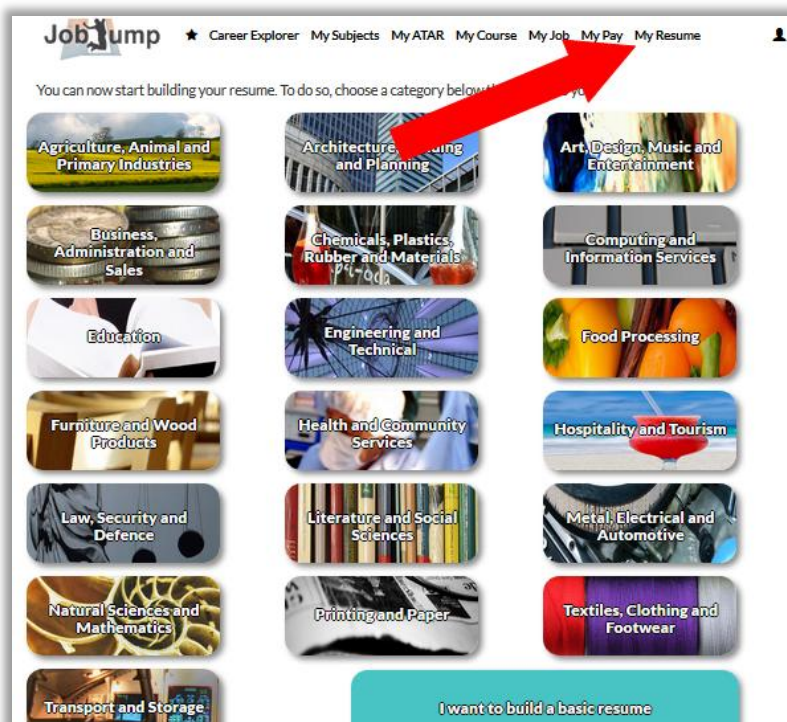 JobJump
Career Explorer My Subjects My ATAR My Course My Job My Pay My Resume
You can now start building your resume. To do so, choose a category below
Agriculture, Animal and
Primary Industries
Architecture,
and Planning
Art, Design, Music and
Entertainment
Business,
Administration and
Sales
Chemicals, Plastics,
Rubber and Materials
Computing and
Information Services
Education
Engineering and
Technical
Food Processing
Furniture and Wood
Products
Health and Community
Services
Hospitality and Tourism
Law, Security and
Defence
Literature and Social
Sciences
Metal, Electrical and
Automotive
Natural Sciences and
Mathematics
Printing and Paper
Textiles, Clothing and
Footwear
Transport and Storage
I want to build a basic resume